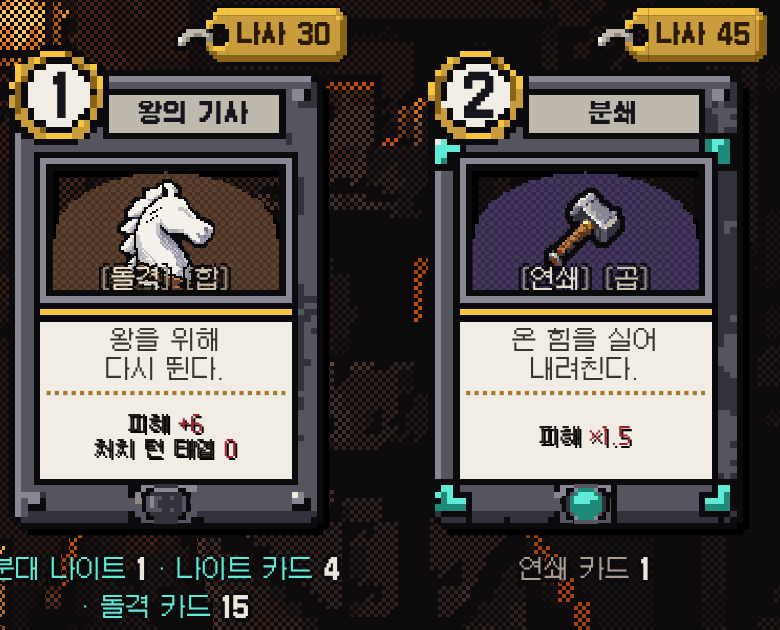 나사 30
나사 45
1
왕의 기사
2
분쇄
[돌격] [합]
[연쇄] [곱]
왕을 위해
다시 뛴다.
온 힘을 실어
내려친다.
피해 +6
처치 턴 태엽 0
피해 ×1.5
분대 나이트 1 · 나이트 카드 4
· 돌격 카드 15
연쇄 카드 1